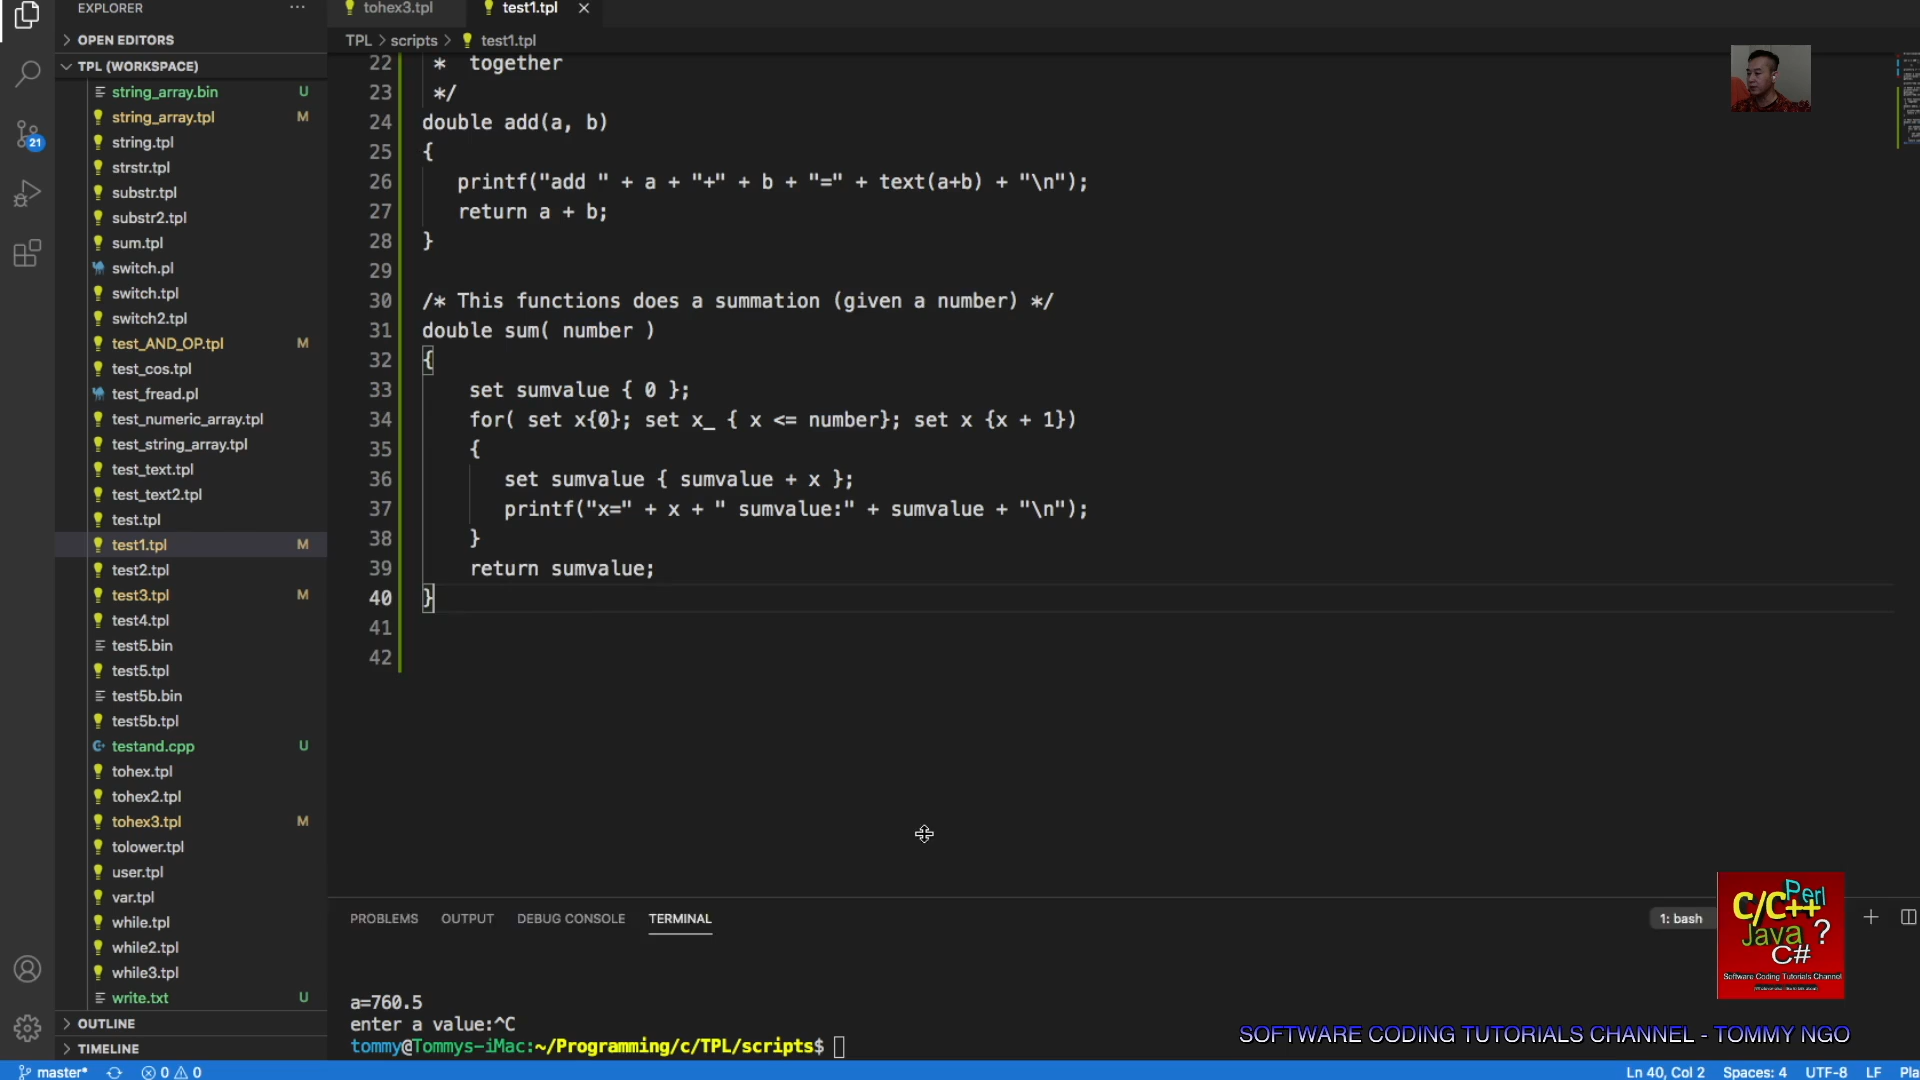 EXPLORER
OPEN EDITORS
TPL (WORKSPACE)
string_array.bin U
string_array.tpl M
string.tpl
strstr.tpl
substr.tpl
substr2.tpl
sum.tpl
switch.pl
switch.tpl
switch2.tpl
test_AND_OP.tpl M
test_cos.tpl
test_fread.pl
test_numeric_array.tpl
test_string_array.tpl
test_text.tpl
test_text2.tpl
test.tpl
test1.tpl M
test2.tpl
test3.tpl M
test4.tpl
test5.bin
test5.tpl
test5b.bin
test5b.tpl
testand.cpp U
tohex.tpl
tohex2.tpl
tohex3.tpl M
tolower.tpl
user.tpl
var.tpl
while.tpl
while2.tpl
while3.tpl
write.txt U
OUTLINE
TIMELINE
21
tohex3.tpl test1.tpl
TPL > scripts > test1.tpl
22 * together
23 */
24 double add(a, b)
25 {
26 printf("add " + a + "+" + b + "=" + text(a+b) + "\n");
27 return a + b;
28 }
29
30 /* This functions does a summation (given a number) */
31 double sum( number )
32 {
33 set sumvalue { 0 };
34 for( set x{0}; set x_ { x <= number}; set x {x + 1})
35 {
36 set sumvalue { sumvalue + x };
37 printf("x=" + x + " sumvalue:" + sumvalue + "\n");
38 }
39 return sumvalue;
40 }
41
42
PROBLEMS OUTPUT DEBUG CONSOLE TERMINAL
1: bash
a=760.5
enter a value:^C
tommy@Tommys-iMac:~/Programming/c/TPL/scripts$
C/C++ Perl
Java ?
C#
Software Coding Tutorials Channel
SOFTWARE CODING TUTORIALS CHANNEL - TOMMY NGO
master* 0 0
Ln 40, Col 2 Spaces: 4 UTF-8 LF Pla